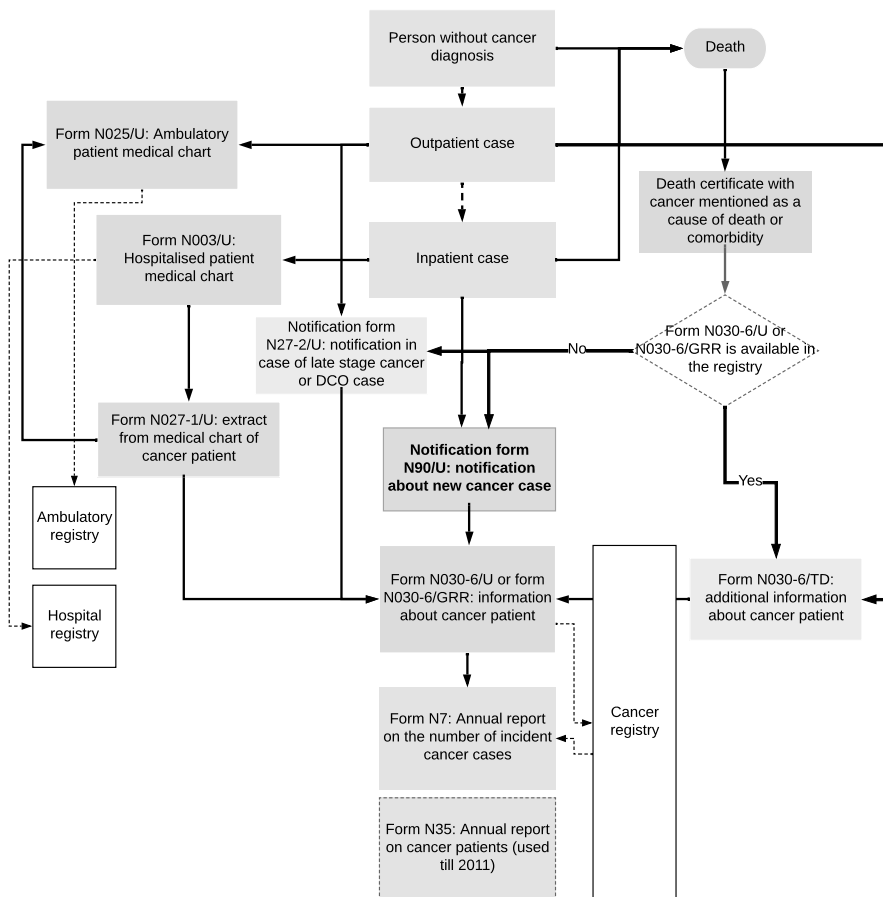 Person without cancer
diagnosis
Death
Form N025/U: Ambulatory
patient medical chart
Outpatient case
Death certificate with
cancer mentioned as a
cause of death or
comorbidity
Form N003/U:
Hospitalised patient
medical chart
Inpatient case
Notification form
N27-2/U: notification in
case of late stage cancer
or DCO case
No
Form N030-6/U or
N030-6/GRR is available in
the registry
Form N027-1/U: extract
from medical chart of
cancer patient
Notification form
N90/U: notification
about new cancer case
Yes
Ambulatory
registry
Form N030-6/U or form
N030-6/GRR: information
about cancer patient
Form N030-6/TD:
additional information
about cancer patient
Hospital
registry
Form N7: Annual report
on the number of incident
cancer cases
Cancer
registry
Form N35: Annual report
on cancer patients (used
till 2011)